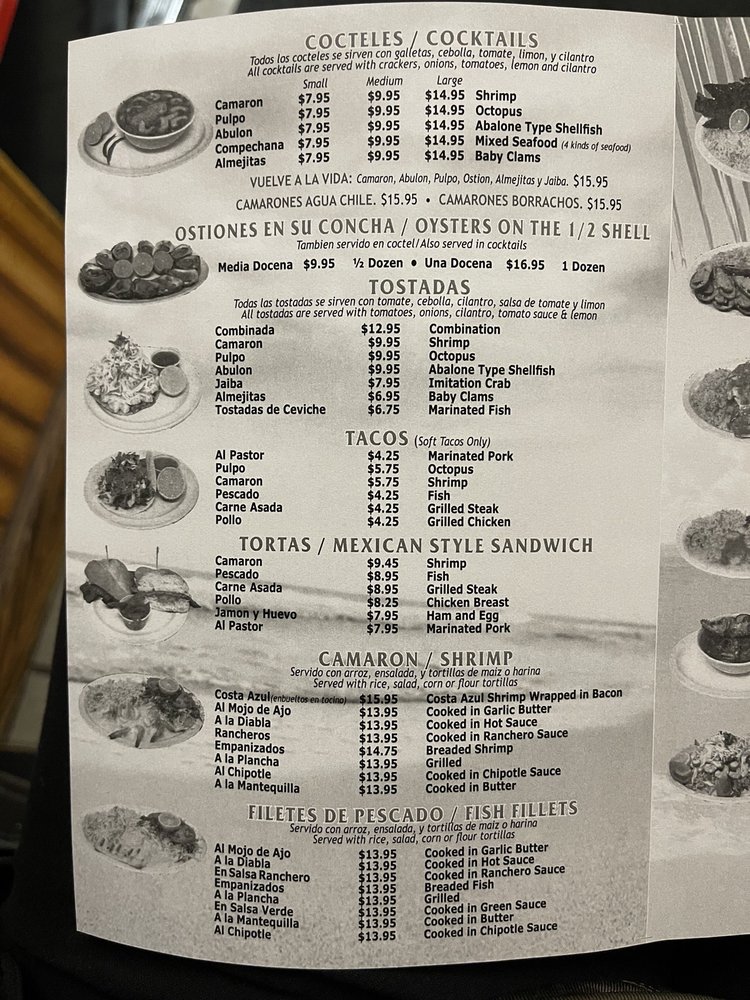 COCTELES / COCKTAILS
Todos los cocteles se sirven con galletas, cebolla, tomate, limon, y cilantro
All cocktails are served with crackers, onions, tomatoes, lemon and cilantro
Small Medium Large
Camaron $7.95 $9.95 $14.95 Shrimp
Pulpo $7.95 $9.95 $14.95 Octopus
Abulon $7.95 $9.95 $14.95 Abalone Type Shellfish
Compechana $7.95 $9.95 $14.95 Mixed Seafood (4 kinds of seafood)
Almejitas $7.95 $9.95 $14.95 Baby Clams
VUELVE A LA VIDA: Camaron, Abulon, Pulpo, Ostion, Almejitas y Jaiba. $15.95
CAMARONES AGUA CHILE. $15.95 • CAMARONES BORRACHOS. $15.95
OSTIONES EN SU CONCHA / OYSTERS ON THE 1/2 SHELL
Tambien servido en coctel/Also served in cocktails
Media Docena $9.95 ½ Dozen • Una Docena $16.95 1 Dozen
TOSTADAS
Todas las tostadas se sirven con tomate, cebolla, cilantro, salsa de tomate y limon
All tostadas are served with tomatoes, onions, cilantro, tomato sauce & lemon
Combinada $12.95 Combination
Camaron $9.95 Shrimp
Pulpo $9.95 Octopus
Abulon $9.95 Abalone Type Shellfish
Jaiba $7.95 Imitation Crab
Almejitas $6.95 Baby Clams
Tostadas de Ceviche $6.75 Marinated Fish
TACOS (Soft Tacos Only)
Al Pastor $4.25 Marinated Pork
Pulpo $5.75 Octopus
Camaron $5.75 Shrimp
Pescado $4.25 Fish
Carne Asada $4.25 Grilled Steak
Pollo $4.25 Grilled Chicken
TORTAS / MEXICAN STYLE SANDWICH
Camaron $9.45 Shrimp
Pescado $8.95 Fish
Carne Asada $8.95 Grilled Steak
Pollo $8.25 Chicken Breast
Jamon y Huevo $7.95 Ham and Egg
Al Pastor $7.95 Marinated Pork
CAMARON / SHRIMP
Servido con arroz, ensalada, y tortillas de maiz o harina
Served with rice, salad, corn or flour tortillas
Costa Azul (enbueltos en tocino) $15.95 Costa Azul Shrimp Wrapped in Bacon
Al Mojo de Ajo $13.95 Cooked in Garlic Butter
A la Diabla $13.95 Cooked in Hot Sauce
Rancheros $13.95 Cooked in Ranchero Sauce
Empanizados $14.75 Breaded Shrimp
A la Plancha $13.95 Grilled
Al Chipotle $13.95 Cooked in Chipotle Sauce
A la Mantequilla $13.95 Cooked in Butter
FILETES DE PESCADO / FISH FILLETS
Servido con arroz, ensalada, y tortillas de maiz o harina
Served with rice, salad, corn or flour tortillas
Al Mojo de Ajo $13.95 Cooked in Garlic Butter
A la Diabla $13.95 Cooked in Hot Sauce
En Salsa Ranchero $13.95 Cooked in Ranchero Sauce
Empanizados $13.95 Breaded Fish
A la Plancha $13.95 Grilled
En Salsa Verde $13.95 Cooked in Green Sauce
A la Mantequilla $13.95 Cooked in Butter
Al Chipotle $13.95 Cooked in Chipotle Sauce